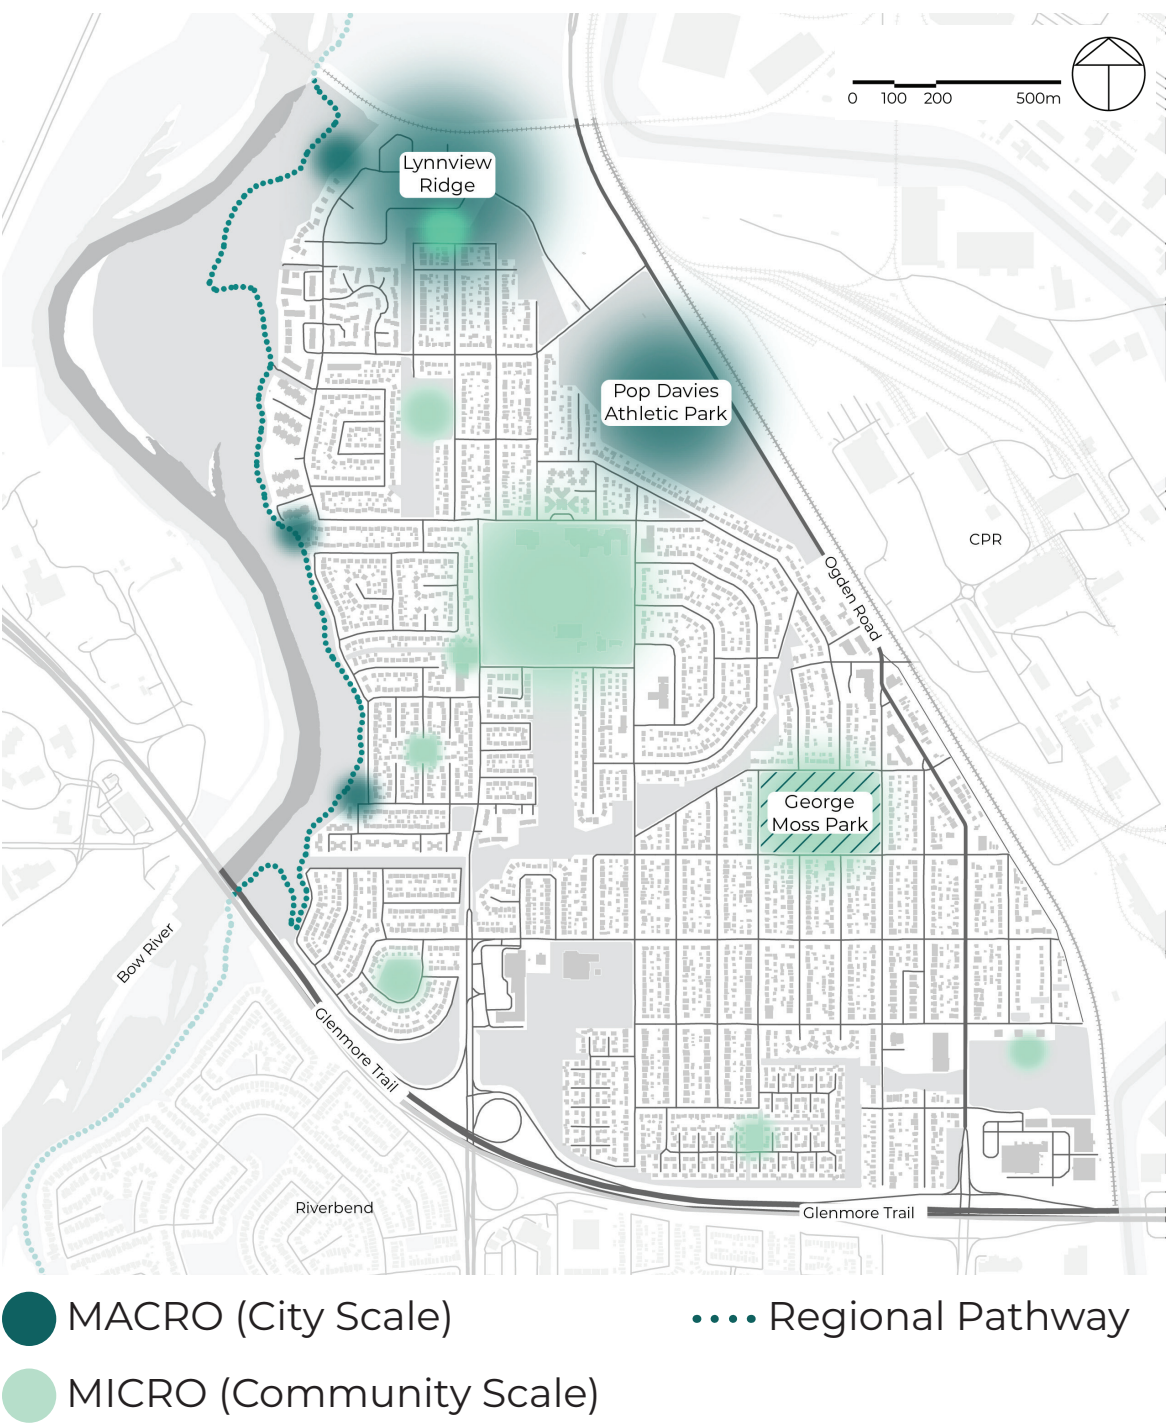 0 100 200 500m
Lynnview
Ridge
Pop Davies
Athletic Park
CPR
Ogden Road
George
Moss Park
Bow River
Glenmore Trail
Riverbend
Glenmore Trail
MACRO (City Scale)
Regional Pathway
MICRO (Community Scale)